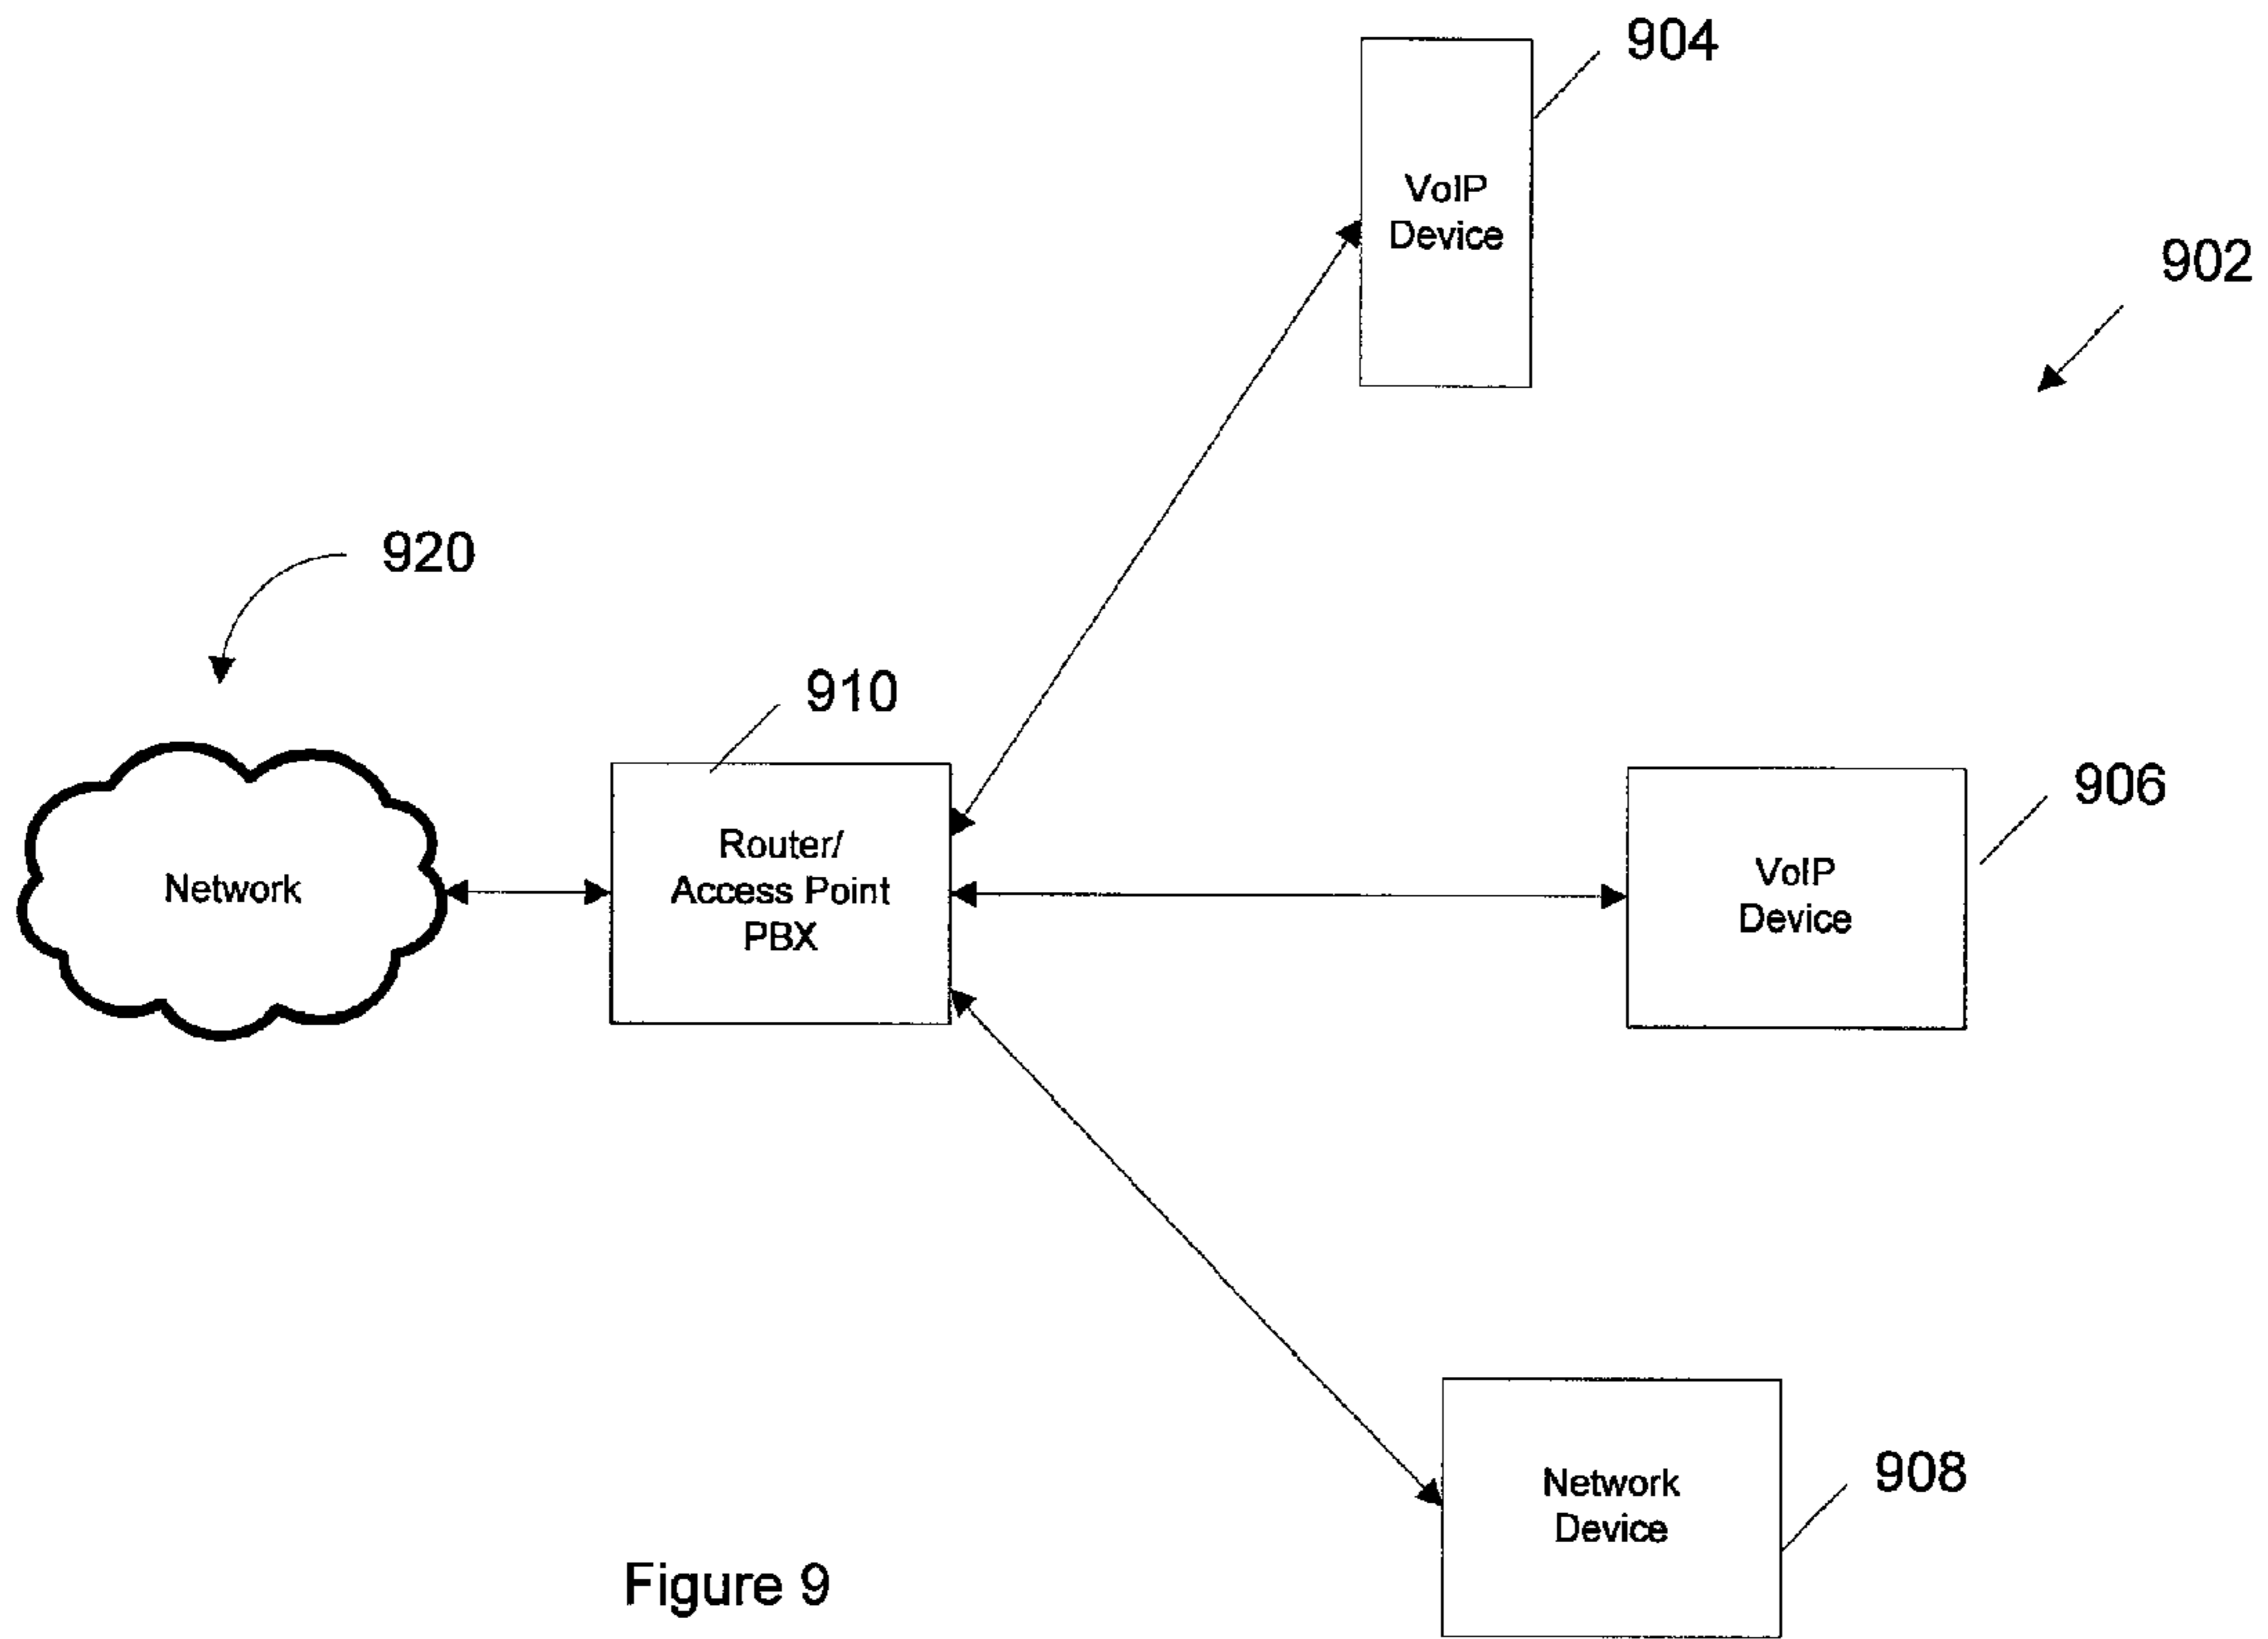 904
VoIP
Device
902
920
910
Router/
Access Point
PBX
Network
906
VoIP
Device
908
Network
Device
Figure 9